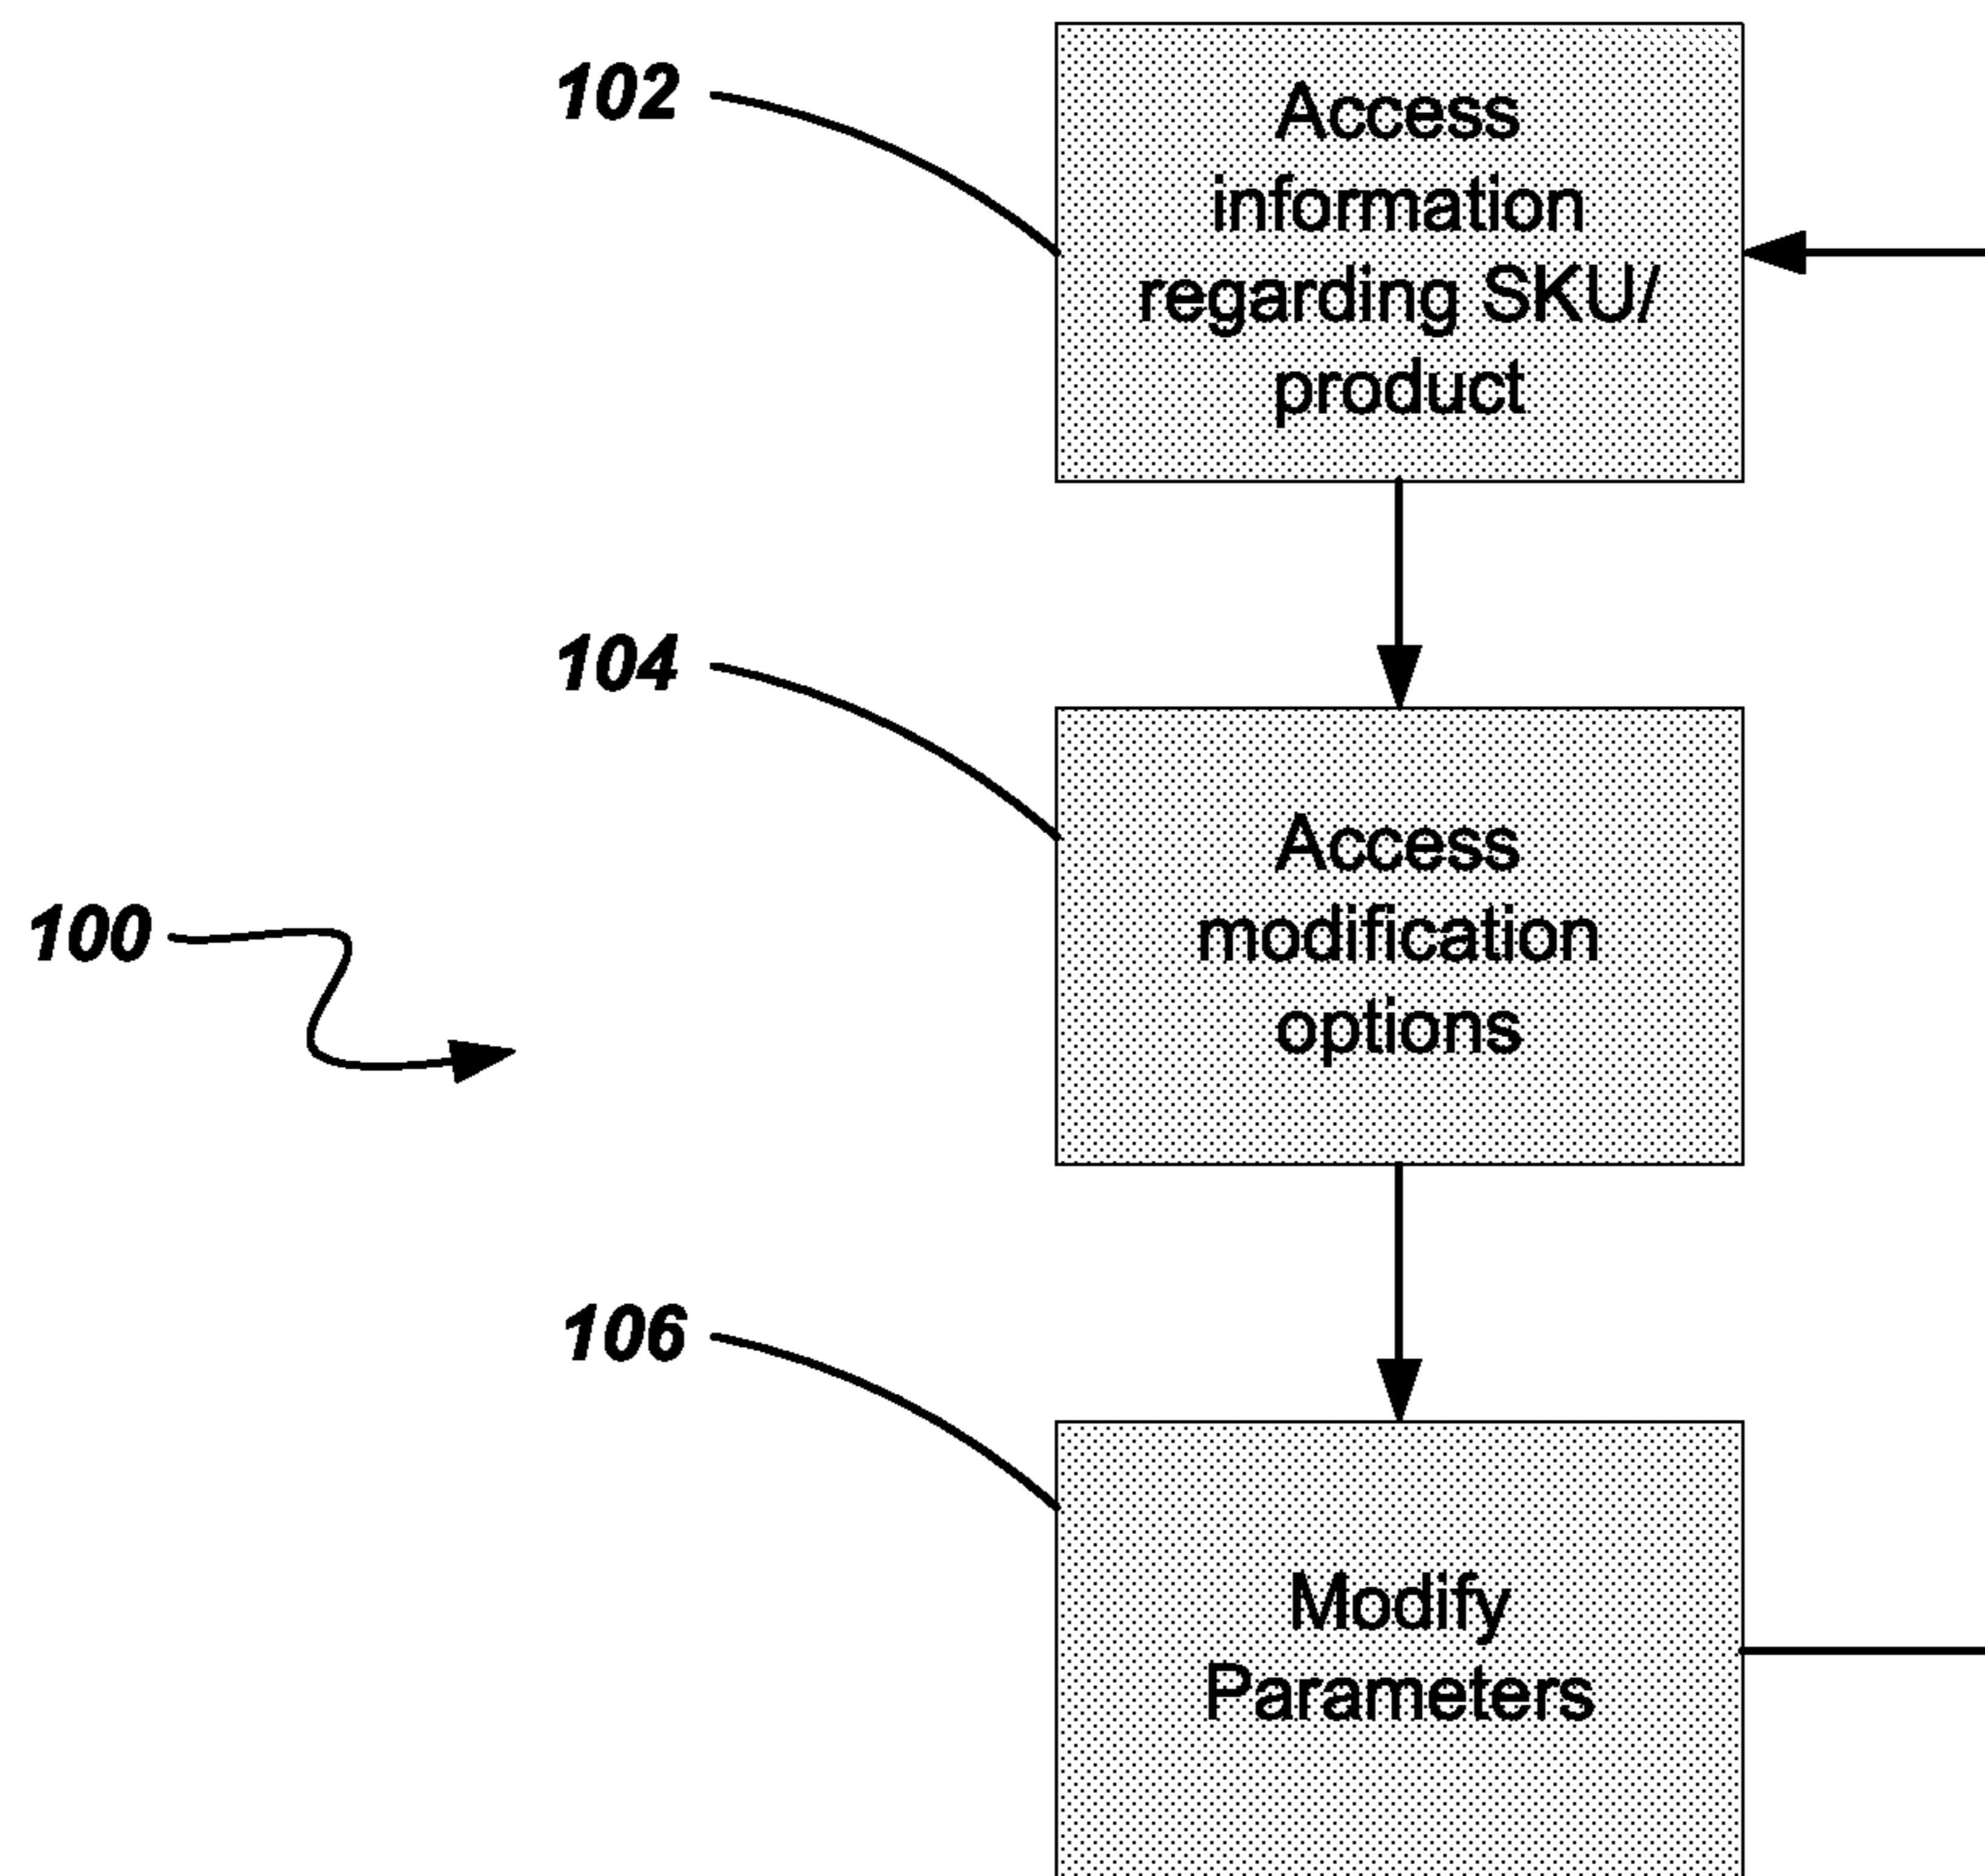 102
Access
information
regarding SKU/
product
104
Access
modification
options
100
106
Modify
Parameters